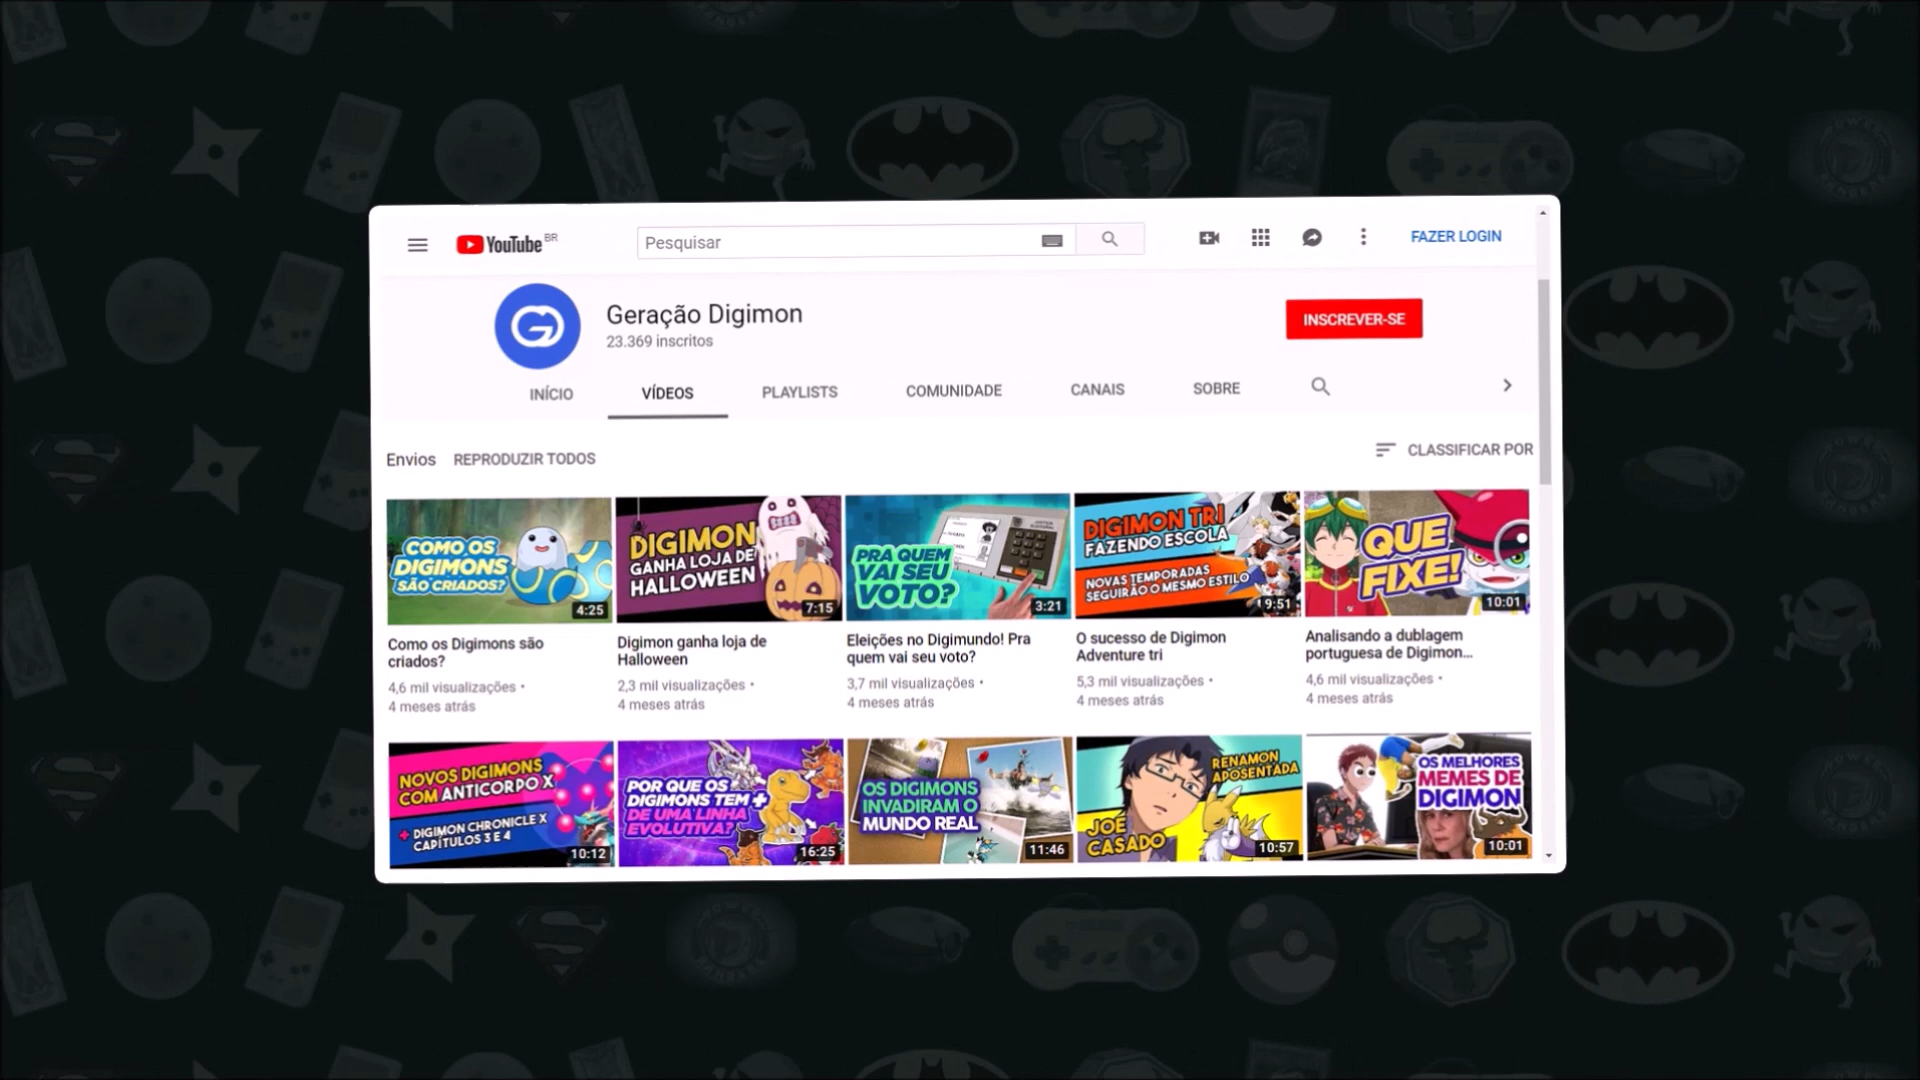 YouTube BR
Pesquisar
FAZER LOGIN
Geração Digimon
23.369 inscritos
INSCREVER-SE
INÍCIO
VÍDEOS
PLAYLISTS
COMUNIDADE
CANAIS
SOBRE
Envios
REPRODUZIR TODOS
CLASSIFICAR POR
COMO OS
DIGIMONS
SÃO CRIADOS?
4:25
DIGIMON
GANHA LOJA DE
HALLOWEEN
7:15
PRA QUEM
VAI SEU
VOTO?
3:21
DIGIMON TRI
FAZENDO ESCOLA
NOVAS TEMPORADAS
SEGUIRÃO O MESMO ESTILO
9:51
QUE
FIXE!
10:01
Como os Digimons são
criados?
4,6 mil visualizações •
4 meses atrás
Digimon ganha loja de
Halloween
2,3 mil visualizações •
4 meses atrás
Eleições no Digimundo! Pra
quem vai seu voto?
3,7 mil visualizações •
4 meses atrás
O sucesso de Digimon
Adventure tri
5,3 mil visualizações •
4 meses atrás
Analisando a dublagem
portuguesa de Digimon...
4,6 mil visualizações •
4 meses atrás
NOVOS DIGIMONS
COM ANTICORPO X
+ DIGIMON CHRONICLE X
CAPÍTULOS 3 E 4
10:12
POR QUE OS
DIGIMONS TEM +
DE UMA LINHA
EVOLUTIVA?
16:25
OS DIGIMONS
INVADIRAM O
MUNDO REAL
11:46
RENAMON
APOSENTADA
JOE
CASADO
10:57
OS MELHORES
MEMES DE
DIGIMON
10:01